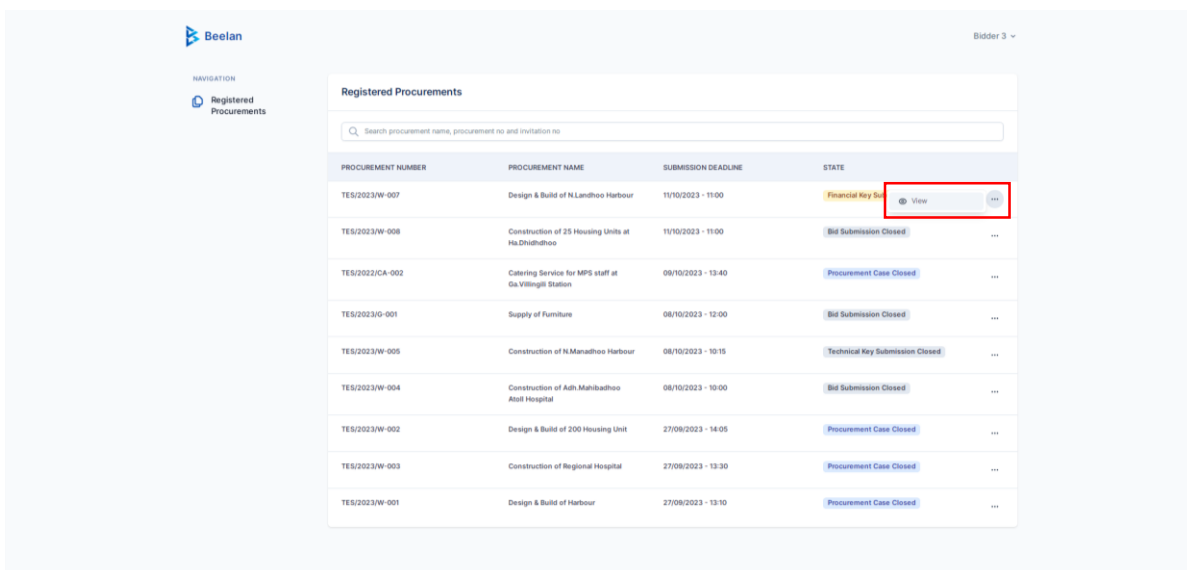 Beelan
Bidder 3
NAVIGATION
Registered
Procurements
Registered Procurements
Search procurement name, procurement no and invitation no
PROCUREMENT NUMBER PROCUREMENT NAME SUBMISSION DEADLINE STATE
TES/2023/W-007 Design & Build of N.Landhoo Harbour 11/10/2023 - 11:00 Financial Key View ...
TES/2023/W-008 Construction of 25 Housing Units at 11/10/2023 - 11:00 Bid Submission Closed ...
Ha.Dhidhdhoo
TES/2022/CA-002 Catering Service for MPS staff at 09/10/2023 - 13:40 Procurement Case Closed ...
Ga.Villingili Station
TES/2023/G-001 Supply of Furniture 08/10/2023 - 12:00 Bid Submission Closed ...
TES/2023/W-005 Construction of N.Manadhoo Harbour 08/10/2023 - 10:15 Technical Key Submission Closed ...
TES/2023/W-004 Construction of Adh.Mahibadhoo 08/10/2023 - 10:00 Bid Submission Closed ...
Atoll Hospital
TES/2023/W-002 Design & Build of 200 Housing Unit 27/09/2023 - 14:05 Procurement Case Closed ...
TES/2023/W-003 Construction of Regional Hospital 27/09/2023 - 13:30 Procurement Case Closed ...
TES/2023/W-001 Design & Build of Harbour 27/09/2023 - 13:10 Procurement Case Closed ...